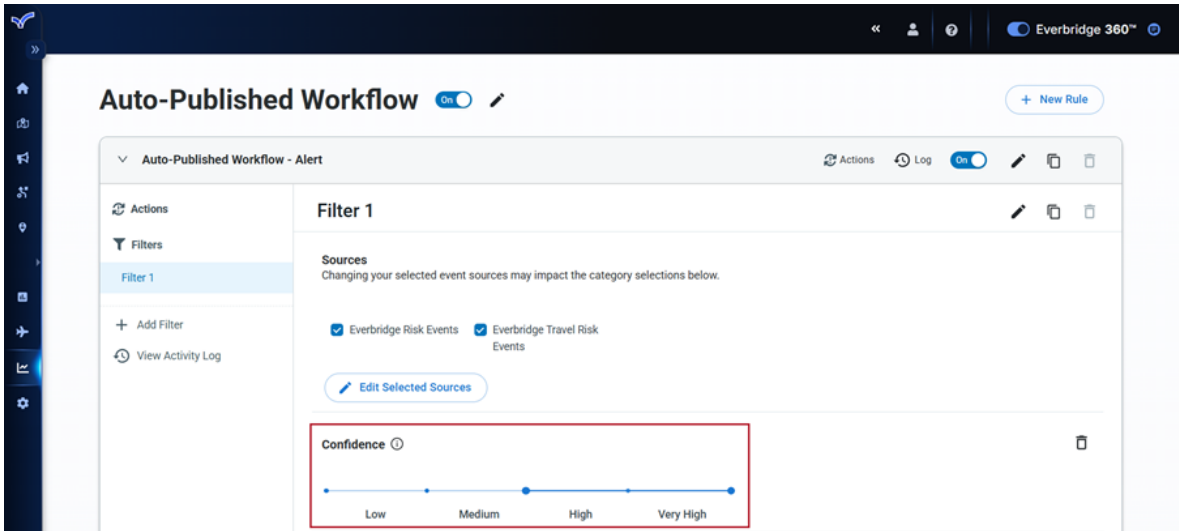 Everbridge 360™
Auto-Published Workflow On
+ New Rule
Auto-Published Workflow - Alert
Actions Log On
Actions
Filters
Filter 1
+ Add Filter
View Activity Log
Filter 1
Sources
Changing your selected event sources may impact the category selections below.
Everbridge Risk Events
Everbridge Travel Risk
Events
Edit Selected Sources
Confidence
Low Medium High Very High